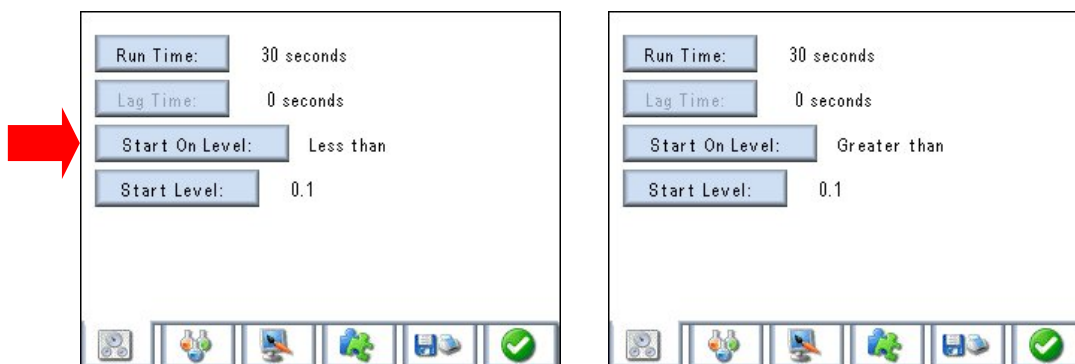 Run Time: 30 seconds
Lag Time: 0 seconds
Start On Level: Less than
Start Level: 0.1
Run Time: 30 seconds
Lag Time: 0 seconds
Start On Level: Greater than
Start Level: 0.1